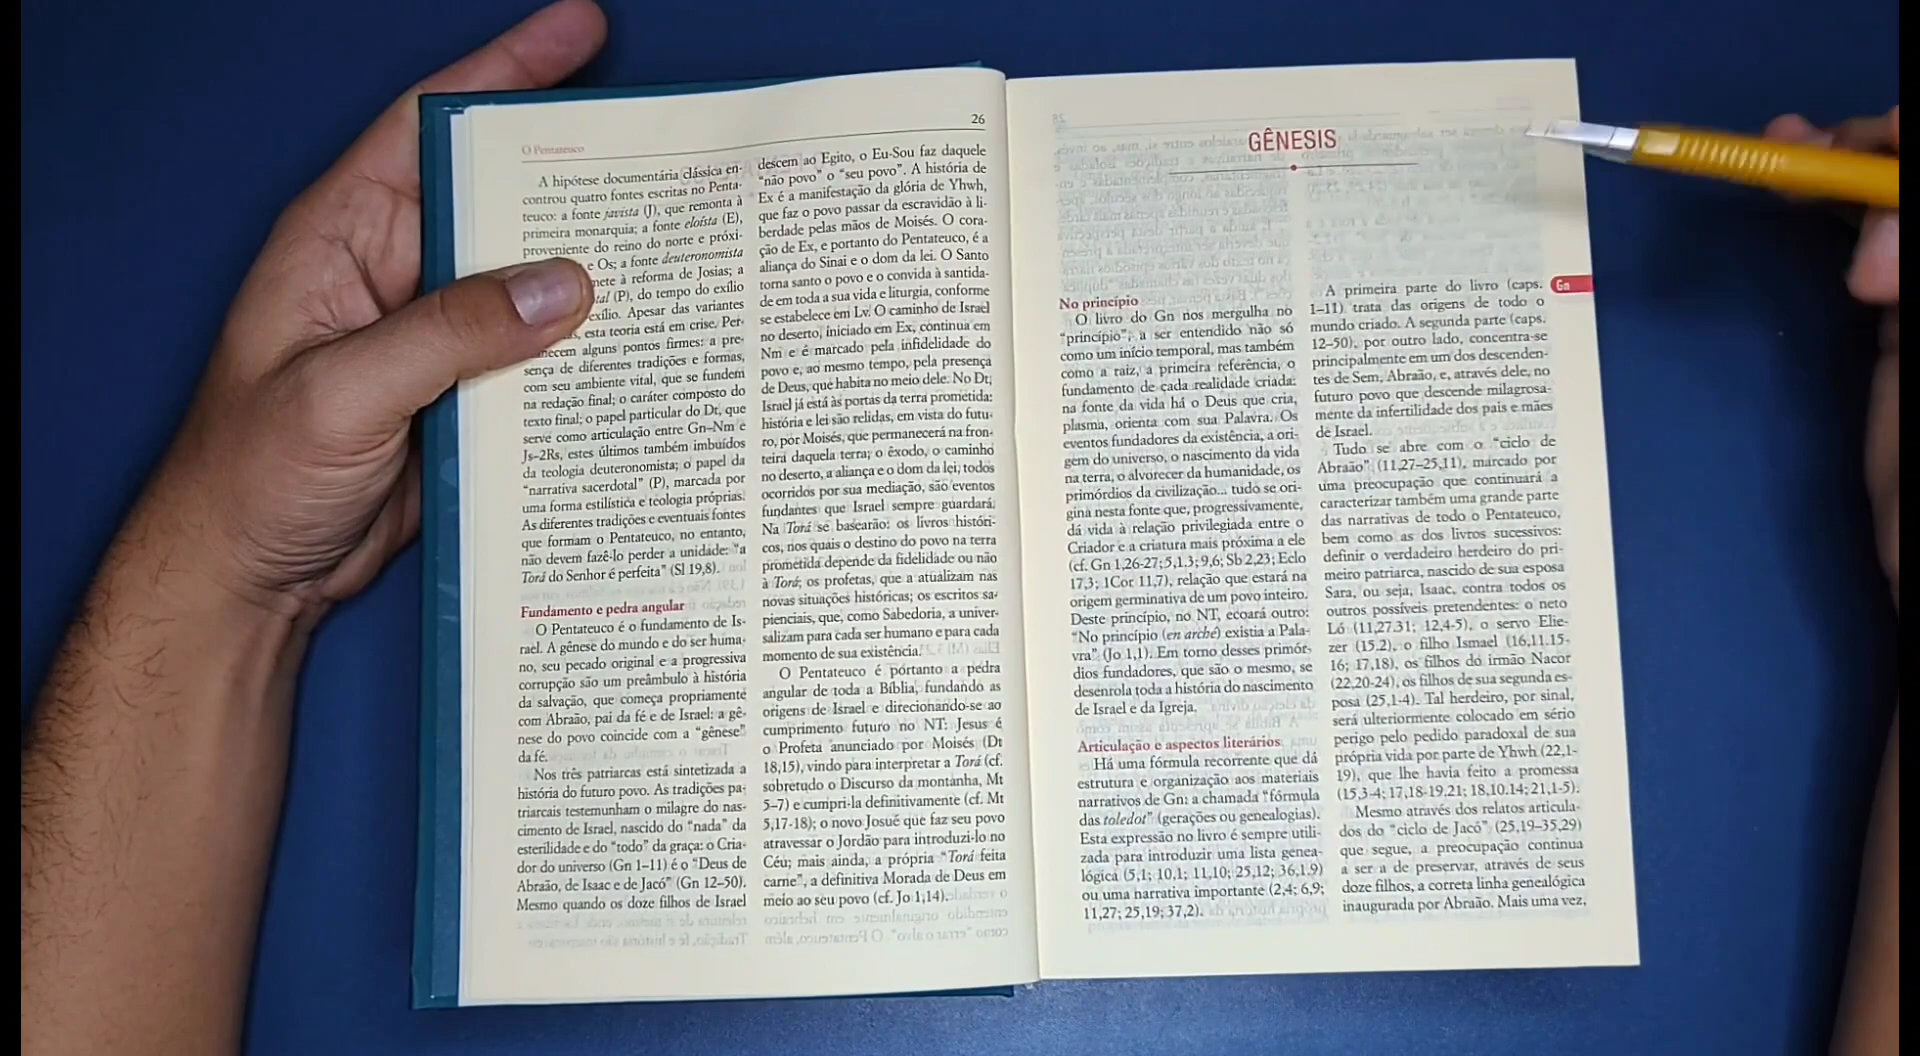 26
O Pentateuco
A hipótese documentária clássica en-
controu quatro fontes escritas no Penta-
teuco: a fonte javista (J), que remonta à
primeira monarquia; a fonte eloísta (E),
proveniente do reino do norte e próxi-
e Os; a fonte deuteronomista
à reforma de Josias; a
(P), do tempo do exílio
exílio. Apesar das variantes
esta teoria está em crise. Per-
manecem alguns pontos firmes: a pre-
sença de diferentes tradições e formas,
com seu ambiente vital, que se fundem
na redação final; o caráter composto do
texto final; o papel particular do Dt, que
serve como articulação entre Gn–Nm e
Js–2Rs, estes últimos também imbuídos
da teologia deuteronomista; o papel da
“narrativa sacerdotal” (P), marcada por
uma forma estilística e teologia próprias.
As diferentes tradições e eventuais fontes
que formam o Pentateuco, no entanto,
não devem fazê-lo perder a unidade: “a
Torá do Senhor é perfeita” (Sl 19,8).
Fundamento e pedra angular
O Pentateuco é o fundamento de Is-
rael. A gênese do mundo e do ser huma-
no, seu pecado original e a progressiva
corrupção são um preâmbulo à história
da salvação, que começa propriamente
com Abraão, pai da fé e de Israel: a gê-
nese do povo coincide com a “gênese”
da fé.
Nos três patriarcas está sintetizada a
história do futuro povo. As tradições pa-
triarcais testemunham o milagre do nas-
cimento de Israel, nascido do “nada” da
esterilidade e do “todo” da graça: o Cria-
dor do universo (Gn 1–11) é o “Deus de
Abraão, de Isaac e de Jacó” (Gn 12–50).
Mesmo quando os doze filhos de Israel
descem ao Egito, o Eu-Sou faz daquele
“não povo” o “seu povo”. A história de
Ex é a manifestação da glória de Yhwh,
que faz o povo passar da escravidão à li-
berdade pelas mãos de Moisés. O cora-
ção de Ex, e portanto do Pentateuco, é a
aliança do Sinai e o dom da lei. O Santo
torna santo o povo e o convida à santida-
de em toda a sua vida e liturgia, conforme
se estabelece em Lv. O caminho de Israel
no deserto, iniciado em Ex, continua em
Nm e é marcado pela infidelidade do
povo e, ao mesmo tempo, pela presença
de Deus, que habita no meio dele. No Dt,
Israel já está às portas da terra prometida:
história e lei são relidas, em vista do futu-
ro, por Moisés, que permanecerá na fron-
teira daquela terra; o êxodo, o caminho
no deserto, a aliança e o dom da lei, todos
ocorridos por sua mediação, são eventos
fundantes que Israel sempre guardará.
Na Torá se basearão: os livros históri-
cos, nos quais o destino do povo na terra
prometida depende da fidelidade ou não
à Torá; os profetas, que a atualizam nas
novas situações históricas; os escritos sa-
pienciais, que, como Sabedoria, a univer-
salizam para cada ser humano e para cada
momento de sua existência.
O Pentateuco é portanto a pedra
angular de toda a Bíblia, fundando as
origens de Israel e direcionando-se ao
cumprimento futuro no NT: Jesus é
o Profeta anunciado por Moisés (Dt
18,15), vindo para interpretar a Torá (cf.
sobretudo o Discurso da montanha, Mt
5–7) e cumpri-la definitivamente (cf. Mt
5,17-18); o novo Josué que faz seu povo
atravessar o Jordão para introduzi-lo no
Céu; mais ainda, a própria “Torá feita
carne”, a definitiva Morada de Deus em
meio ao seu povo (cf. Jo 1,14).
GÊNESIS
No princípio
O livro do Gn nos mergulha no
“princípio”, a ser entendido não só
como um início temporal, mas também
como a raiz, a primeira referência, o
fundamento de cada realidade criada:
na fonte da vida há o Deus que cria,
plasma, orienta com sua Palavra. Os
eventos fundadores da existência, a ori-
gem do universo, o nascimento da vida
na terra, o alvorecer da humanidade, os
primórdios da civilização... tudo se ori-
gina nesta fonte que, progressivamente,
dá vida à relação privilegiada entre o
Criador e a criatura mais próxima a ele
(cf. Gn 1,26-27; 5,1.3; 9,6; Sb 2,23; Eclo
17,3; 1Cor 11,7), relação que estará na
origem germinativa de um povo inteiro.
Deste princípio, no NT, ecoará outro:
“No princípio (en arché) existia a Pala-
vra” (Jo 1,1). Em torno desses primór-
dios fundadores, que são o mesmo, se
desenrola toda a história do nascimento
de Israel e da Igreja.
Articulação e aspectos literários
Há uma fórmula recorrente que dá
estrutura e organização aos materiais
narrativos de Gn: a chamada “fórmula
das toledot” (gerações ou genealogias).
Esta expressão no livro é sempre utili-
zada para introduzir uma lista genea-
lógica (5,1; 10,1; 11,10; 25,12; 36,1.9)
ou uma narrativa importante (2,4; 6,9;
11,27; 25,19; 37,2).
A primeira parte do livro (caps.
1–11) trata das origens de todo o
mundo criado. A segunda parte (caps.
12–50), por outro lado, concentra-se
principalmente em um dos descenden-
tes de Sem, Abraão, e, através dele, no
futuro povo que descende milagrosa-
mente da infertilidade dos pais e mães
de Israel.
Tudo se abre com o “ciclo de
Abraão” (11,27–25,11), marcado por
uma preocupação que continuará a
caracterizar também uma grande parte
das narrativas de todo o Pentateuco,
bem como as dos livros sucessivos:
definir o verdadeiro herdeiro do pri-
meiro patriarca, nascido de sua esposa
Sara, ou seja, Isaac, contra todos os
outros possíveis pretendentes: o neto
Ló (11,27.31; 12,4-5), o servo Elie-
zer (15,2), o filho Ismael (16,11.15-
16; 17,18), os filhos do irmão Nacor
(22,20-24), os filhos de sua segunda es-
posa (25,1-4). Tal herdeiro, por sinal,
será ulteriormente colocado em sério
perigo pelo pedido paradoxal de sua
própria vida por parte de Yhwh (22,1-
19), que lhe havia feito a promessa
(15,3-4; 17,18-19.21; 18,10.14; 21,1-5).
Mesmo através dos relatos articula-
dos do “ciclo de Jacó” (25,19–35,29)
que segue, a preocupação continua
a ser a de preservar, através de seus
doze filhos, a correta linha genealógica
inaugurada por Abraão. Mais uma vez,
Gn